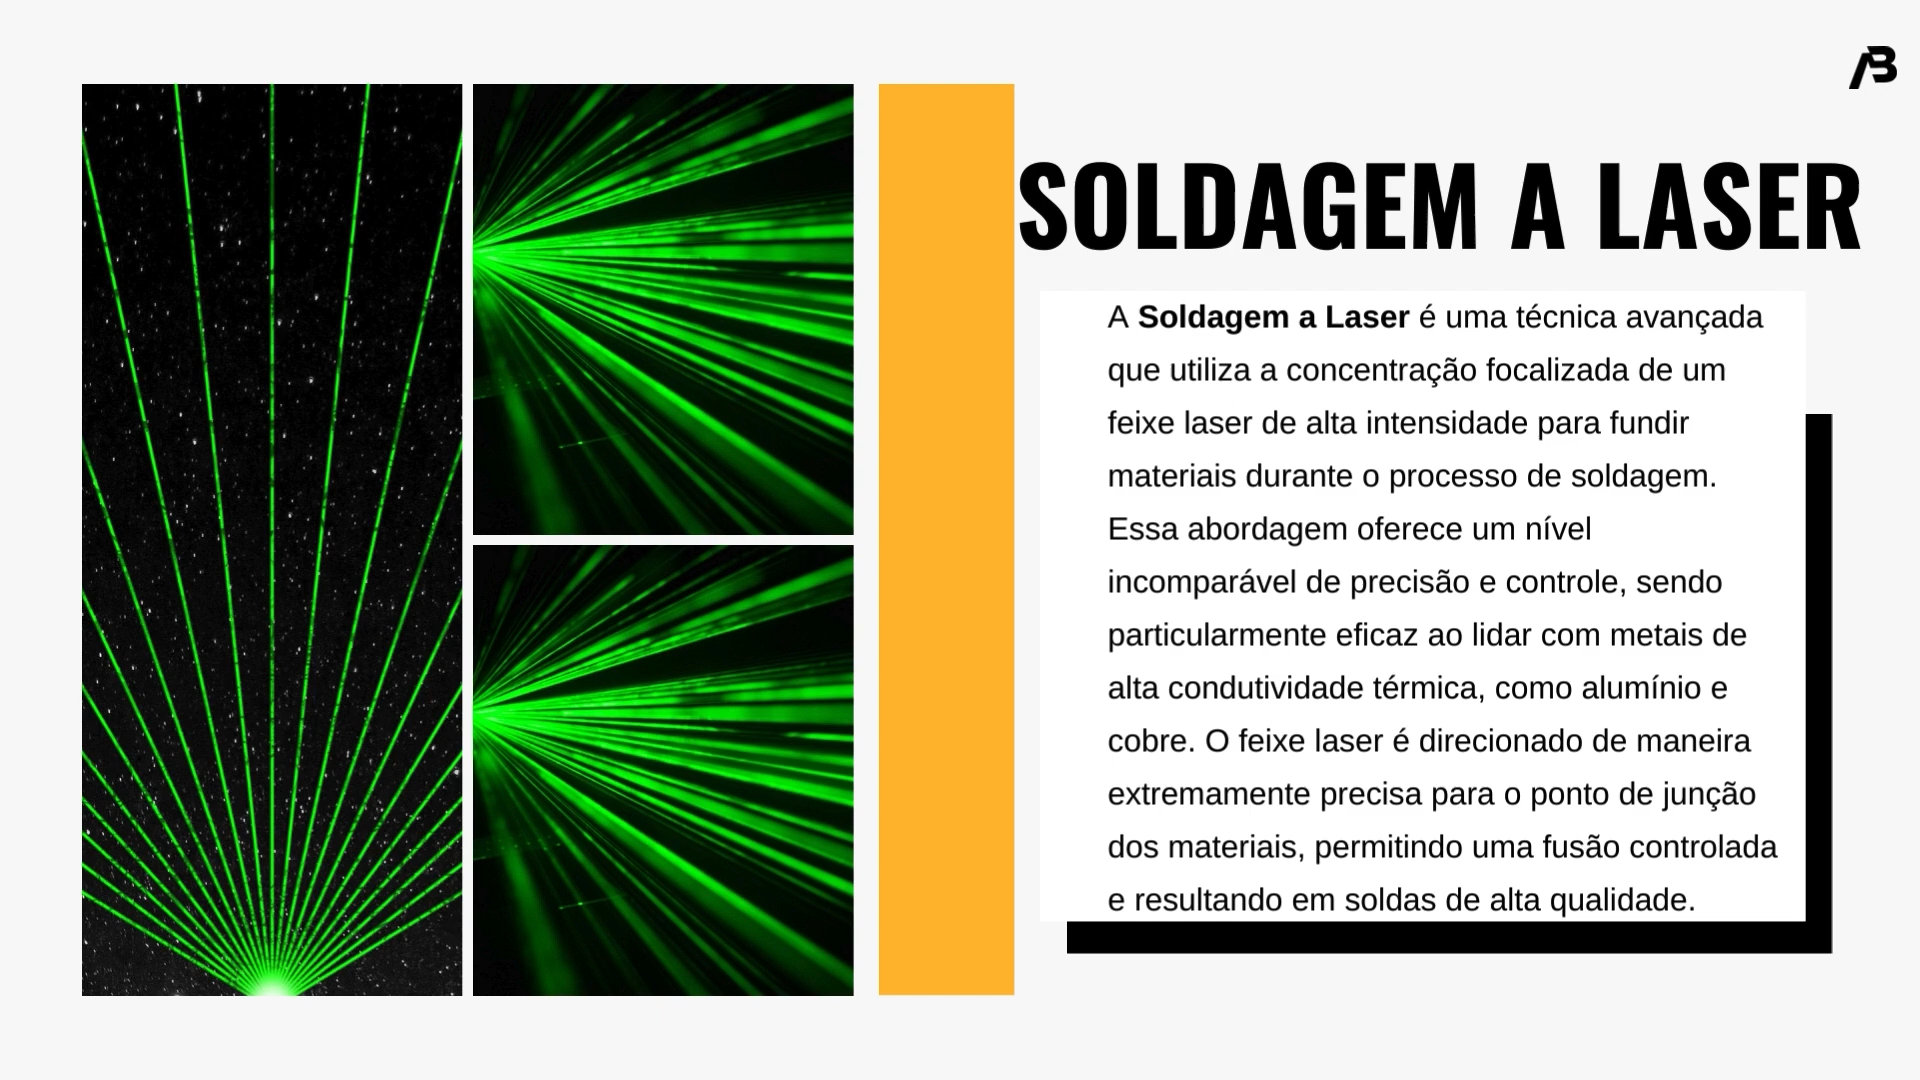 AB
SOLDAGEM A LASER
A Soldagem a Laser é uma técnica avançada
que utiliza a concentração focalizada de um
feixe laser de alta intensidade para fundir
materiais durante o processo de soldagem.
Essa abordagem oferece um nível
incomparável de precisão e controle, sendo
particularmente eficaz ao lidar com metais de
alta condutividade térmica, como alumínio e
cobre. O feixe laser é direcionado de maneira
extremamente precisa para o ponto de junção
dos materiais, permitindo uma fusão controlada
e resultando em soldas de alta qualidade.